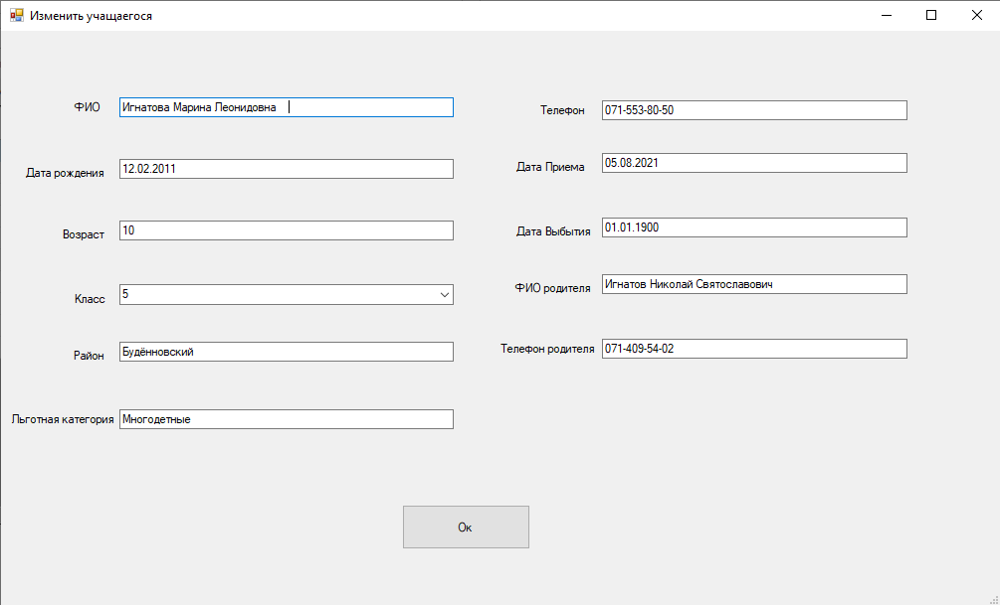 Изменить учащаегося
ФИО
Игнатова Марина Леонидовна
Дата рождения
12.02.2011
Возраст
10
Класс
5
Район
Будённовский
Льготная категория
Многодетные
Телефон
071-553-80-50
Дата Приема
05.08.2021
Дата Выбытия
01.01.1900
ФИО родителя
Игнатов Николай Святославович
Телефон родителя
071-409-54-02
Ок